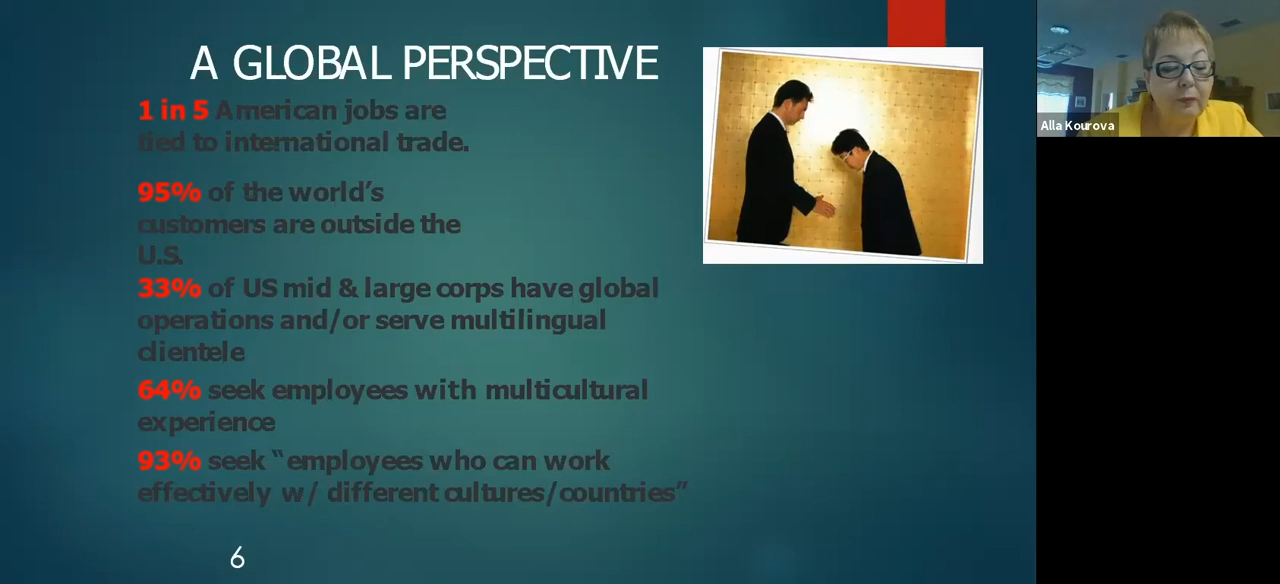 A GLOBAL PERSPECTIVE
1 in 5 American jobs are
tied to international trade.
95% of the world's
customers are outside the
U.S.
33% of US mid & large corps have global
operations and/or serve multilingual
clientele
64% seek employees with multicultural
experience
93% seek “employees who can work
effectively w/ different cultures/countries”
6
Alla Kourova